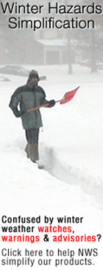 Winter Hazards
Simplification
Confused by winter
weather watches,
warnings & advisories?
Click here to help NWS
simplify our products.